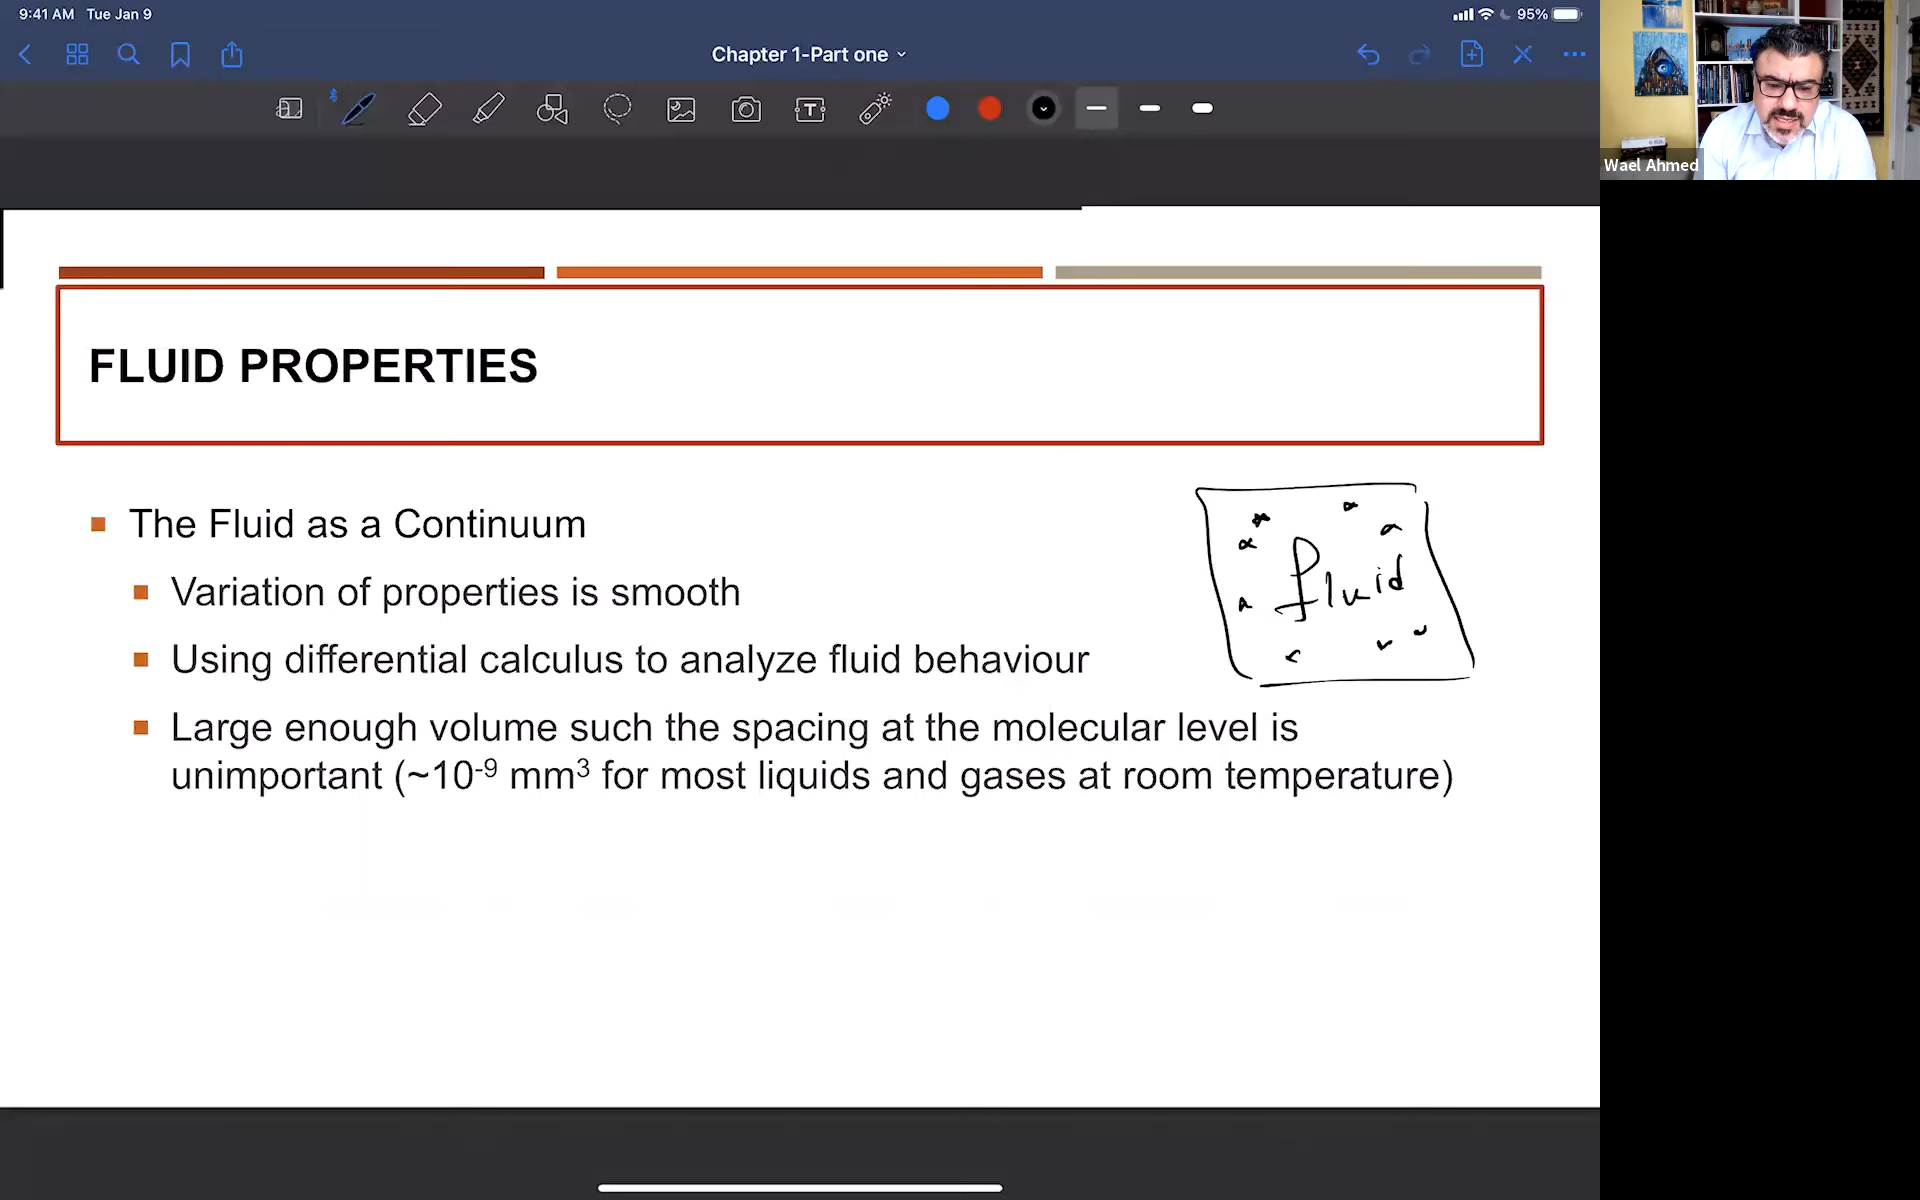 9:41 AM Tue Jan 9
95%
Chapter 1-Part one
T
Wael Ahmed
FLUID PROPERTIES
The Fluid as a Continuum
Variation of properties is smooth
Using differential calculus to analyze fluid behaviour
Large enough volume such the spacing at the molecular level is
unimportant (~10⁻⁹ mm³ for most liquids and gases at room temperature)
fluid